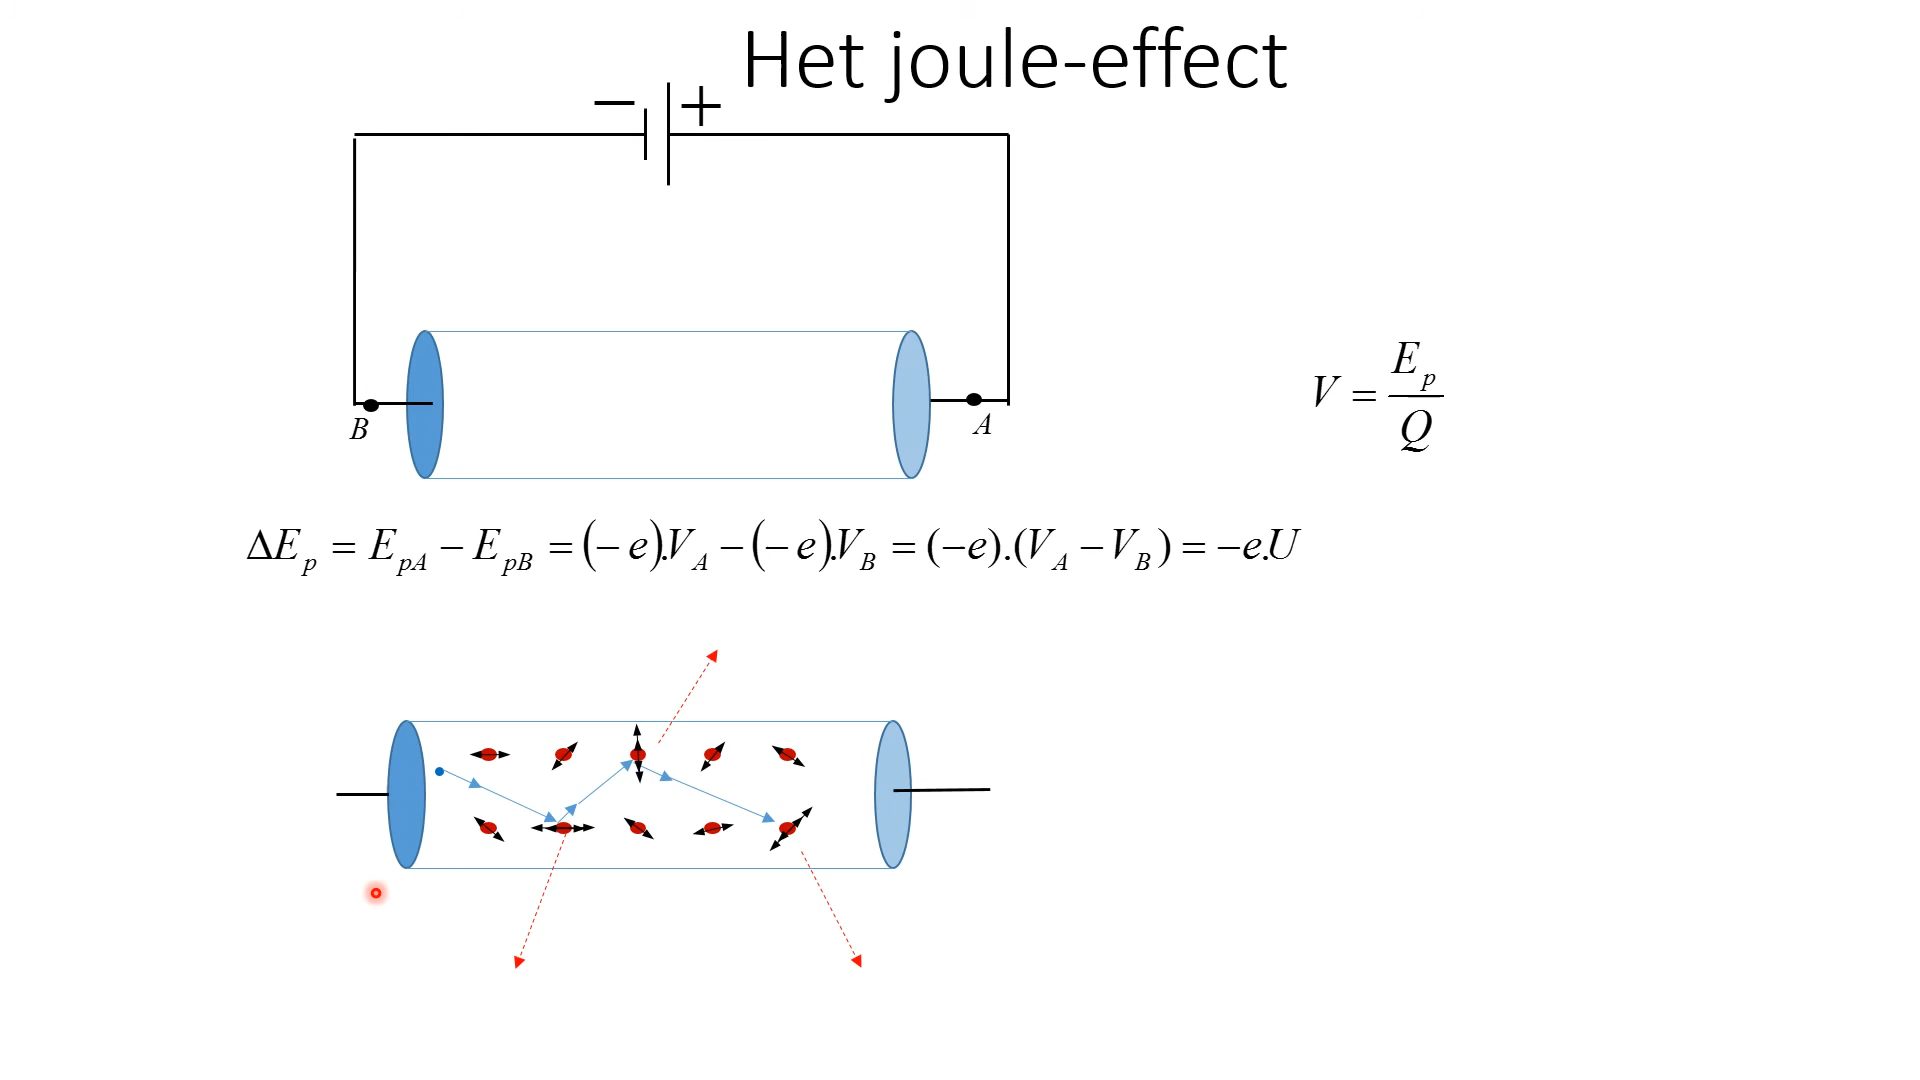 Het joule-effect
− +
B
A
V = E_p / Q
ΔE_p = E_pA − E_pB = (−e).V_A − (−e).V_B = (−e).(V_A − V_B) = −e.U